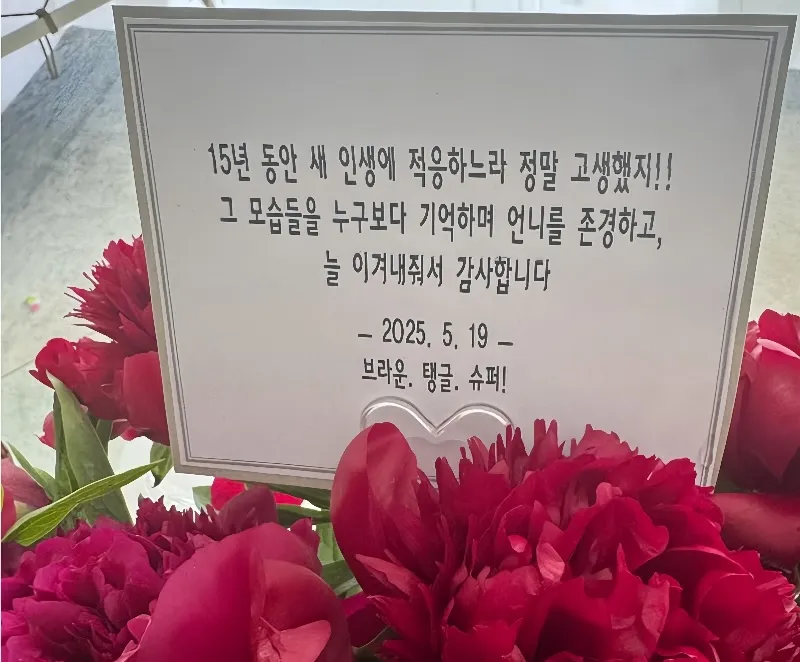 15년 동안 새 인생에 적응하느라 정말 고생했지!!
그 모습들을 누구보다 기억하며 언니를 존경하고,
늘 이겨내줘서 감사합니다
– 2025. 5. 19 –
브라운. 탱글. 슈퍼!